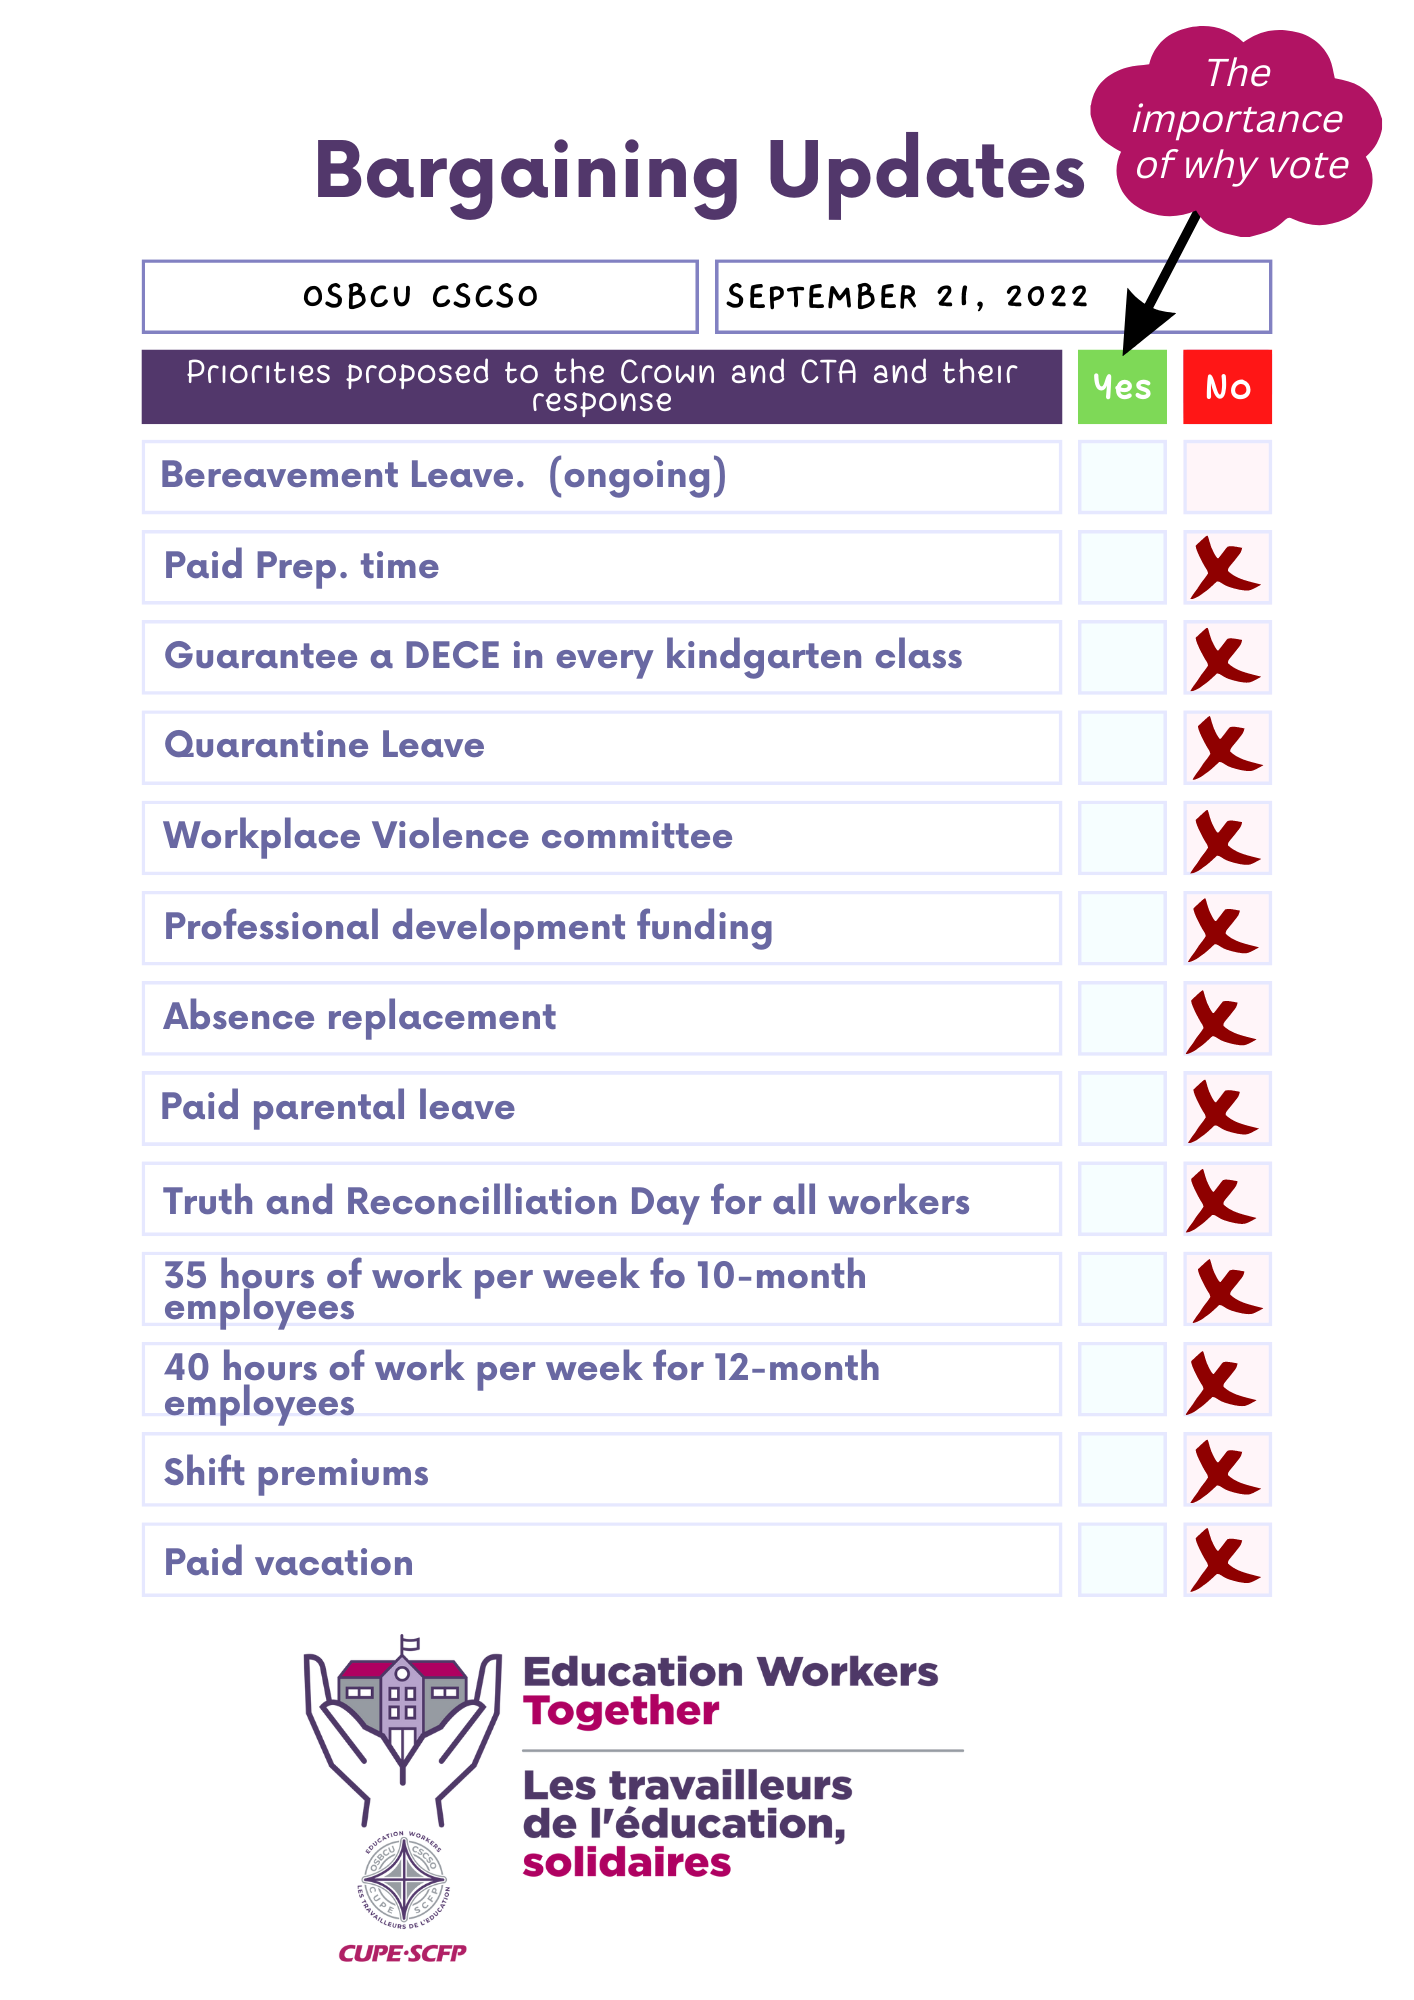 The
importance
of why vote
Bargaining Updates
OSBCU CSCSO
SEPTEMBER 21, 2022
Priorities proposed to the Crown and CTA and their
response
Yes
No
Bereavement Leave. (ongoing)
Paid Prep. time
Guarantee a DECE in every kindgarten class
Quarantine Leave
Workplace Violence committee
Professional development funding
Absence replacement
Paid parental leave
Truth and Reconcilliation Day for all workers
35 hours of work per week fo 10-month
employees
40 hours of work per week for 12-month
employees
Shift premiums
Paid vacation
Education Workers
Together
Les travailleurs
de l'éducation,
solidaires
EDUCATION WORKERS
OSBCU CSCSO
CUPE SCFP
LES TRAVAILLEURS DE L'ÉDUCATION
CUPE·SCFP